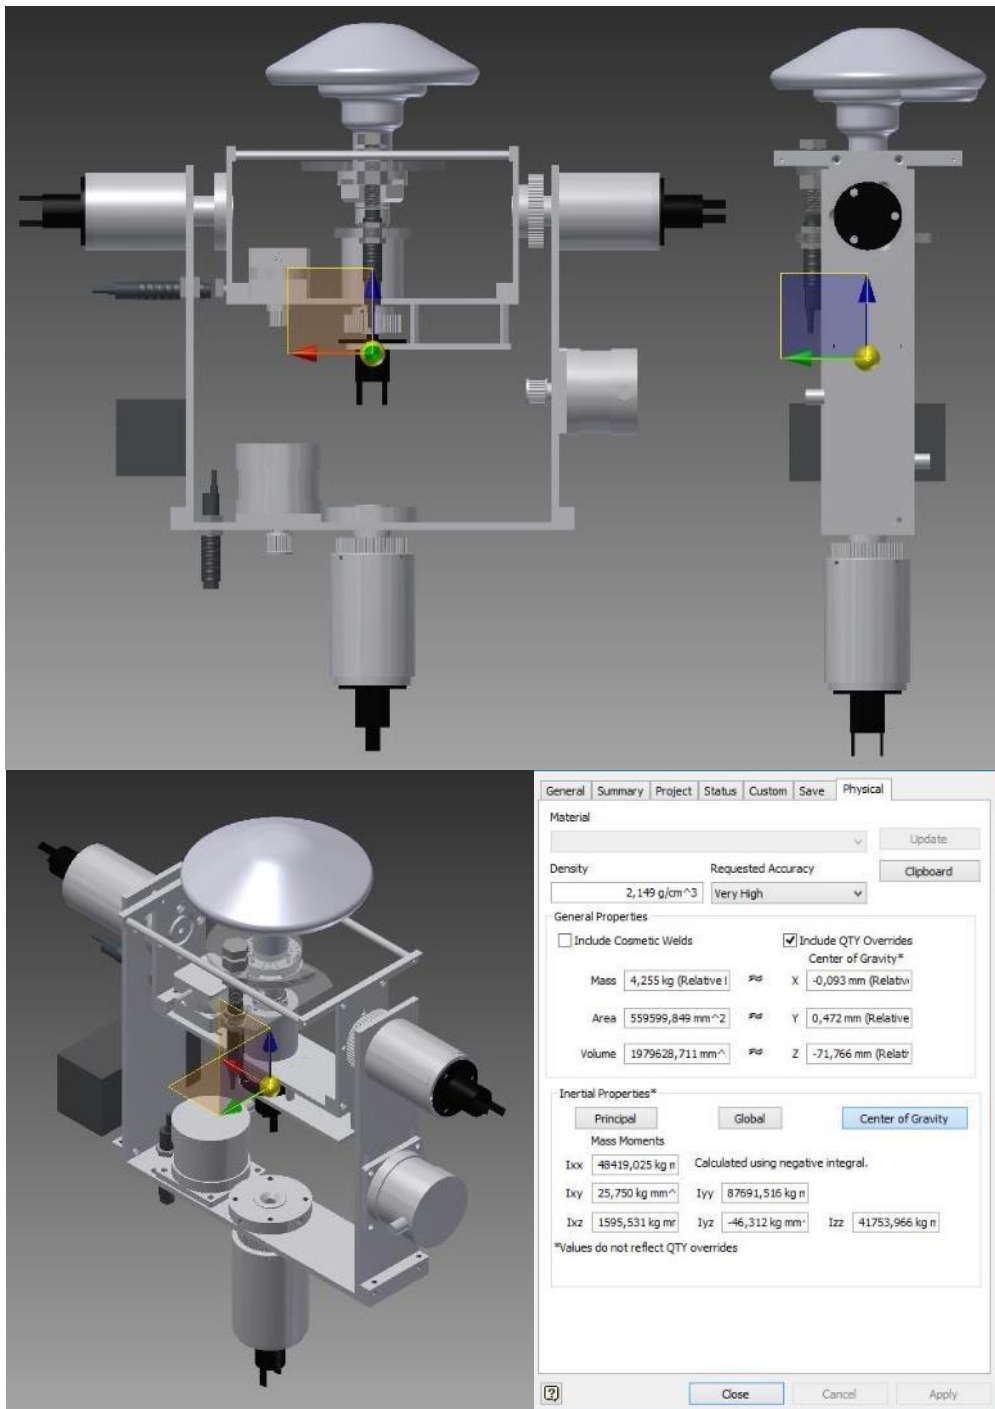 General Summary Project Status Custom Save Physical
Material
Update
Density Requested Accuracy Clipboard
2,149 g/cm^3 Very High
General Properties
Include Cosmetic Welds Include QTY Overrides
Center of Gravity*
Mass 4,255 kg (Relative X -0,093 mm (Relativ
Area 559599,849 mm^2 Y 0,472 mm (Relative
Volume 1979628,711 mm^ Z -71,766 mm (Relati
Inertial Properties*
Principal Global Center of Gravity
Mass Moments
Ixx 48419,025 kg Calculated using negative integral.
Ixy 25,750 kg mm^ Iyy 87691,516 kg
Ixz 1595,531 kg Iyz -46,312 kg mm Izz 41753,966 kg
*Values do not reflect QTY overrides
? Close Cancel Apply